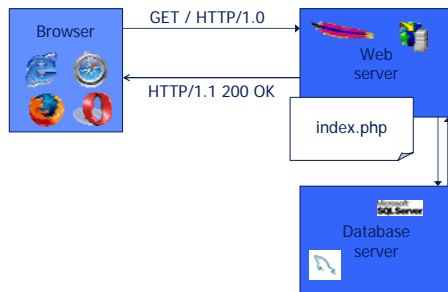 GET / HTTP/1.0
Browser
Web
server
HTTP/1.1 200 OK
index.php
Microsoft
SQL Server
Database
server